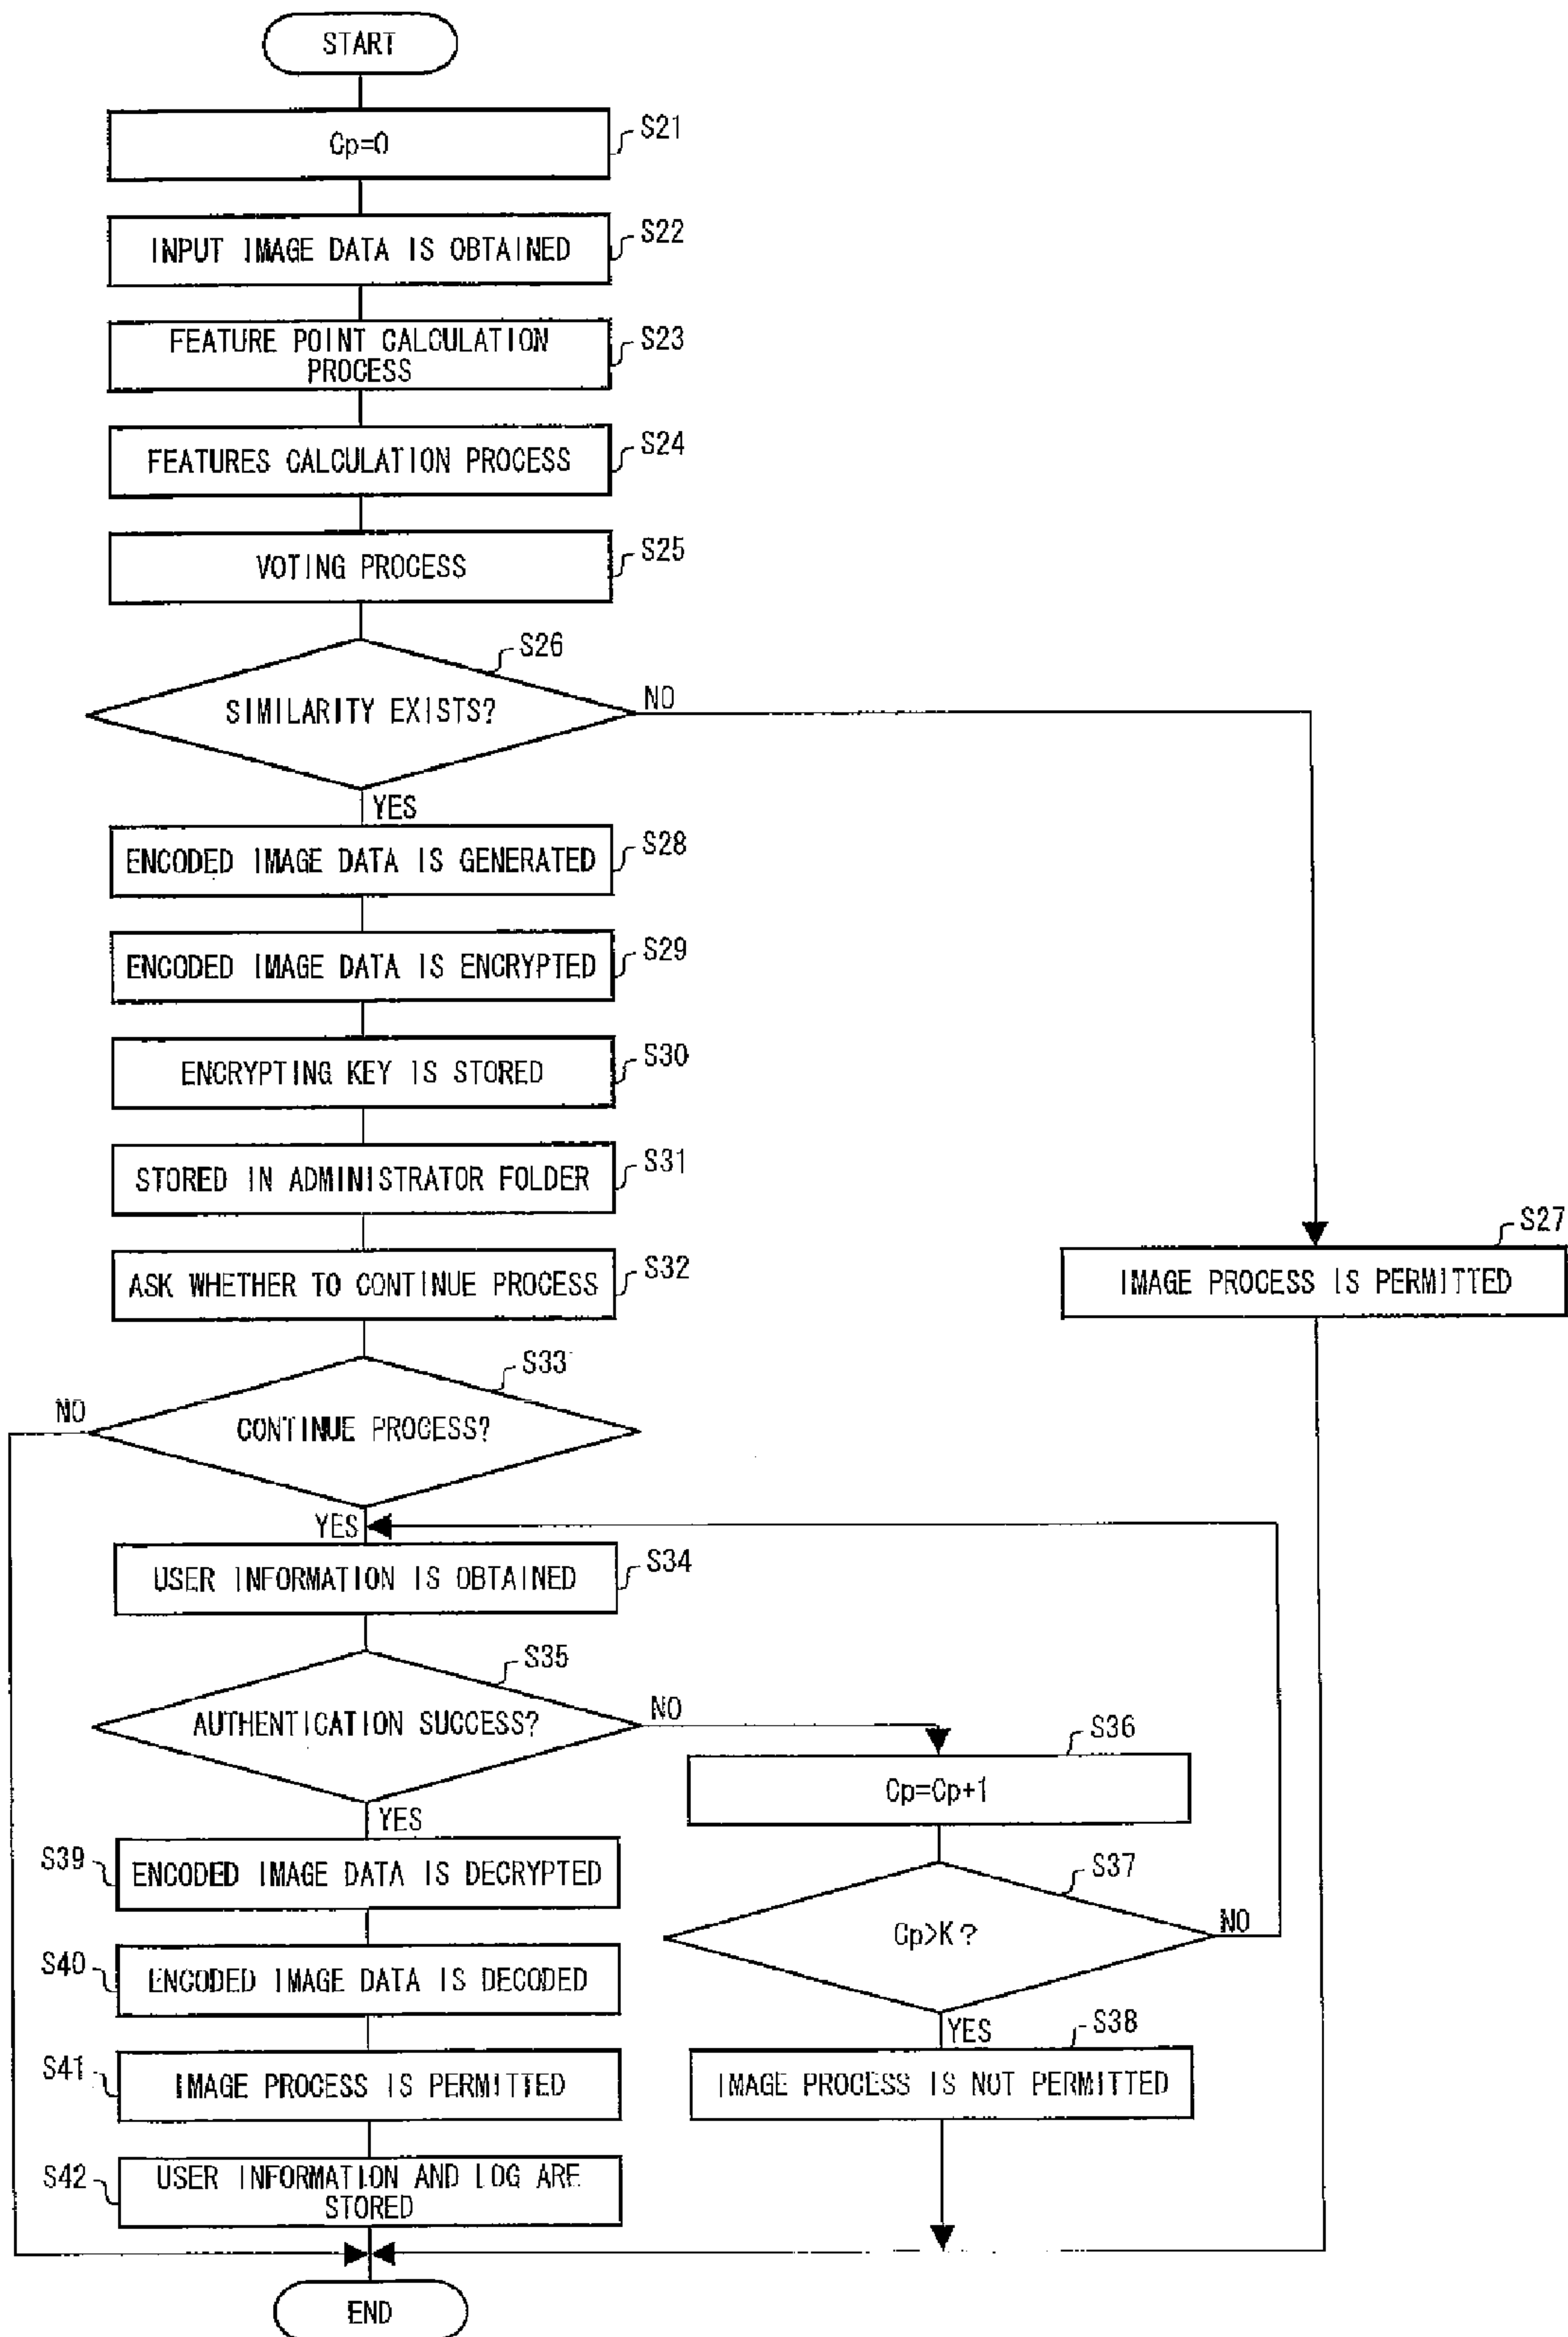 START
Cp=0
S21
INPUT IMAGE DATA IS OBTAINED
S22
FEATURE POINT CALCULATION
PROCESS
S23
FEATURES CALCULATION PROCESS
S24
VOTING PROCESS
S25
S26
SIMILARITY EXISTS?
NO
YES
ENCODED IMAGE DATA IS GENERATED
S28
ENCODED IMAGE DATA IS ENCRYPTED
S29
ENCRYPTING KEY IS STORED
S30
STORED IN ADMINISTRATOR FOLDER
S31
S27
IMAGE PROCESS IS PERMITTED
ASK WHETHER TO CONTINUE PROCESS
S32
S33
NO
CONTINUE PROCESS?
YES
USER INFORMATION IS OBTAINED
S34
S35
AUTHENTICATION SUCCESS?
NO
S36
Cp=Cp+1
YES
S39
ENCODED IMAGE DATA IS DECRYPTED
S37
Cp>K?
NO
S40
ENCODED IMAGE DATA IS DECODED
YES
S38
S41
IMAGE PROCESS IS PERMITTED
IMAGE PROCESS IS NOT PERMITTED
S42
USER INFORMATION AND LOG ARE
STORED
END